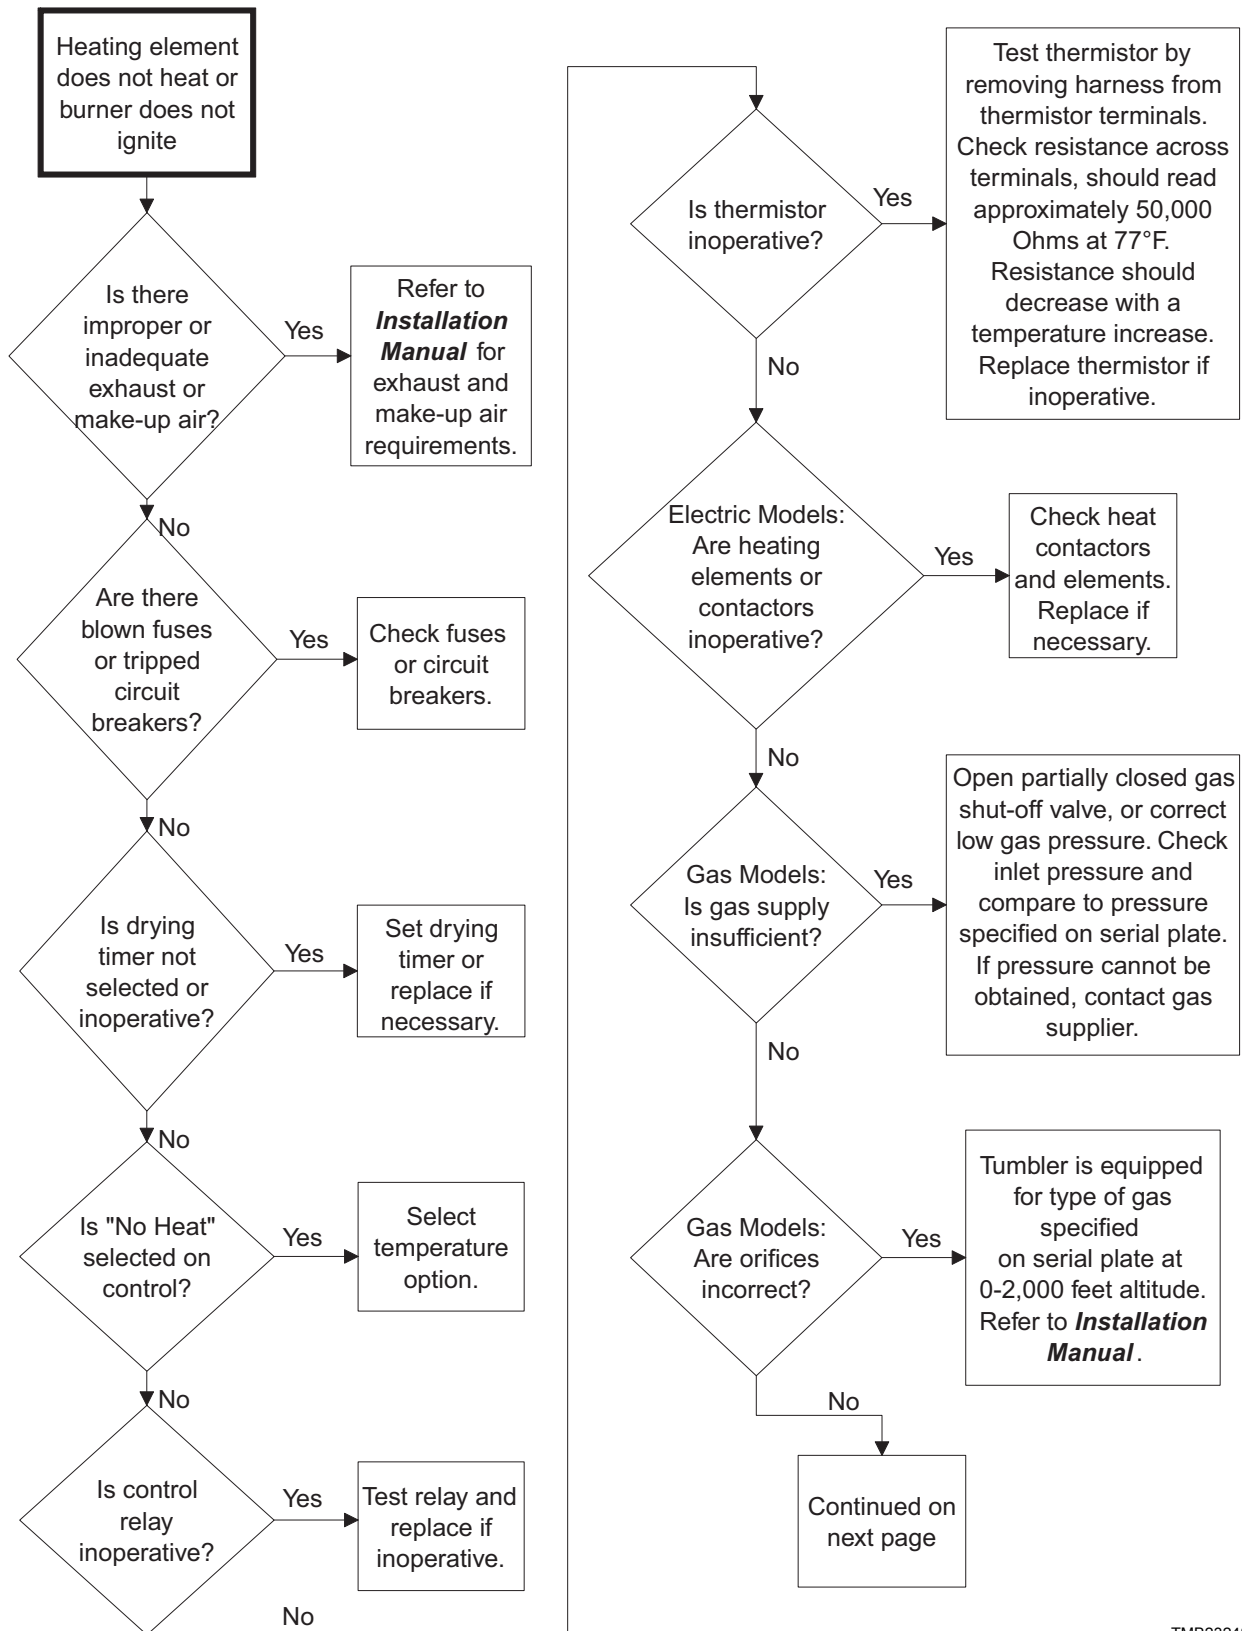 Heating element
does not heat or
burner does not
ignite
Is there
improper or
inadequate
exhaust or
make-up air?
Yes
Refer to
Installation
Manual for
exhaust and
make-up air
requirements.
No
Are there
blown fuses
or tripped
circuit
breakers?
Yes
Check fuses
or circuit
breakers.
No
Is drying
timer not
selected or
inoperative?
Yes
Set drying
timer or
replace if
necessary.
No
Is "No Heat"
selected on
control?
Yes
Select
temperature
option.
No
Is control
relay
inoperative?
Yes
Test relay and
replace if
inoperative.
No
Is thermistor
inoperative?
Yes
Test thermistor by
removing harness from
thermistor terminals.
Check resistance across
terminals, should read
approximately 50,000
Ohms at 77°F.
Resistance should
decrease with a
temperature increase.
Replace thermistor if
inoperative.
No
Electric Models:
Are heating
elements or
contactors
inoperative?
Yes
Check heat
contactors
and elements.
Replace if
necessary.
No
Gas Models:
Is gas supply
insufficient?
Yes
Open partially closed gas
shut-off valve, or correct
low gas pressure. Check
inlet pressure and
compare to pressure
specified on serial plate.
If pressure cannot be
obtained, contact gas
supplier.
No
Gas Models:
Are orifices
incorrect?
Yes
Tumbler is equipped
for type of gas
specified
on serial plate at
0-2,000 feet altitude.
Refer to Installation
Manual.
No
Continued on
next page